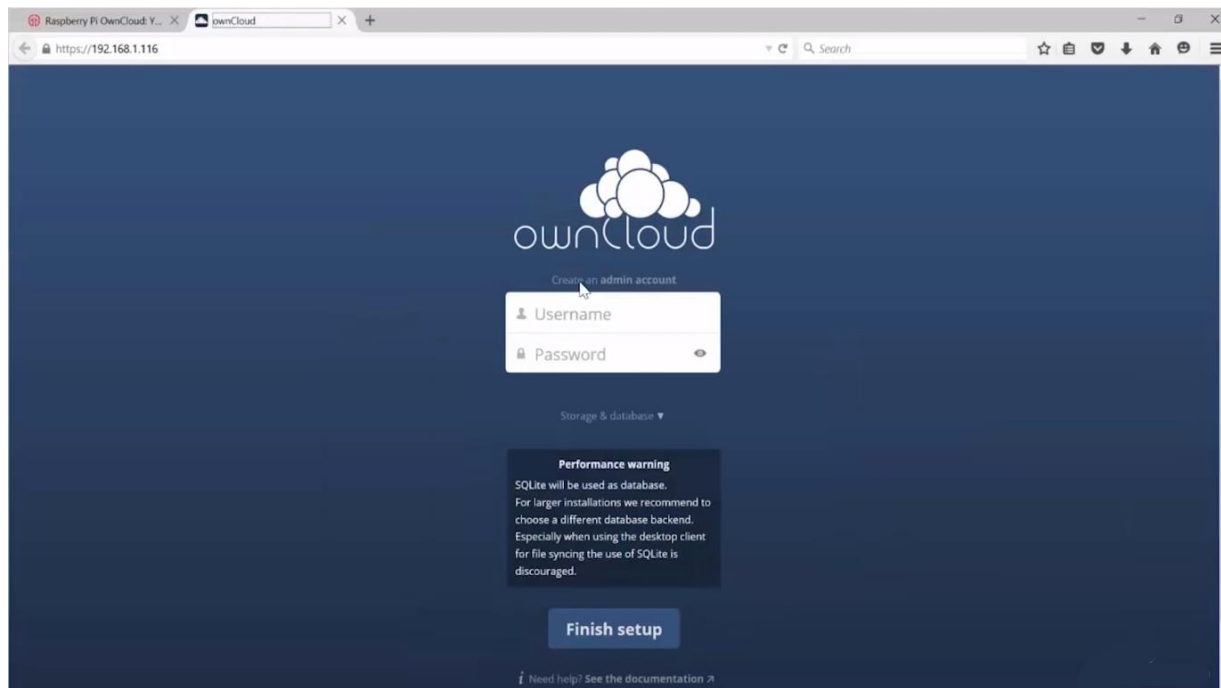 Raspberry Pi OwnCloud: Y...
ownCloud
https://192.168.1.116
Search
ownCloud
Create an admin account
Username
Password
Storage & database ▼
Performance warning
SQLite will be used as database.
For larger installations we recommend to
choose a different database backend.
Especially when using the desktop client
for file syncing the use of SQLite is
discouraged.
Finish setup
i Need help? See the documentation ↗